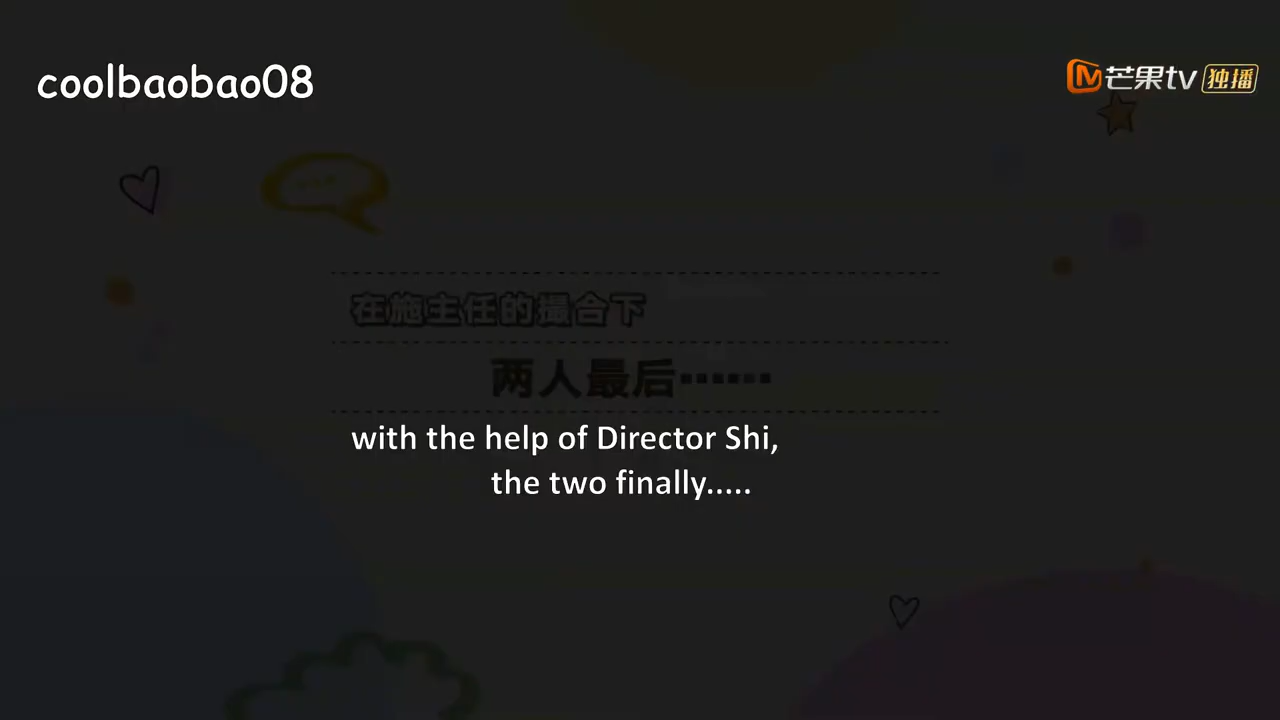 coolbaobao08
芒果tv 独播
在施主任的撮合下
两人最后……
with the help of Director Shi,
the two finally.....